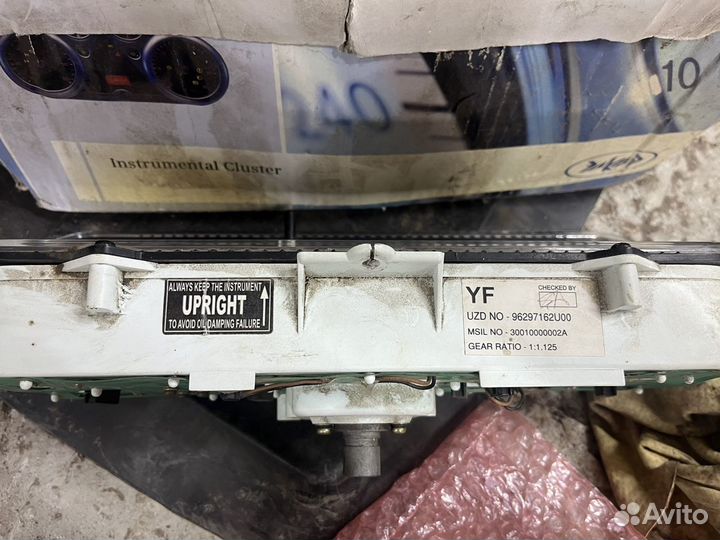 240
10
Instrumental Cluster
ALWAYS KEEP THE INSTRUMENT
UPRIGHT
TO AVOID OIL DAMPING FAILURE
YF
CHECKED BY
UZD NO - 96297162U00
MSIL NO - 30010000002A
GEAR RATIO - 1:1.125
Avito